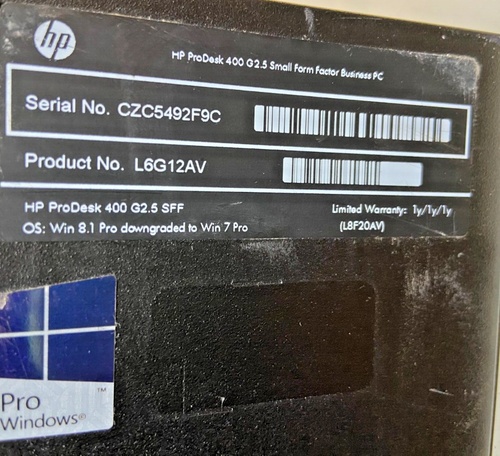 hp
HP ProDesk 400 G2.5 Small Form Factor Business PC
Serial No. CZC5492F9C
Product No. L6G12AV
HP ProDesk 400 G2.5 SFF
Limited Warranty: 1y/1y/1y
OS: Win 8.1 Pro downgraded to Win 7 Pro
(L8F20AV)
Pro
Windows®
™